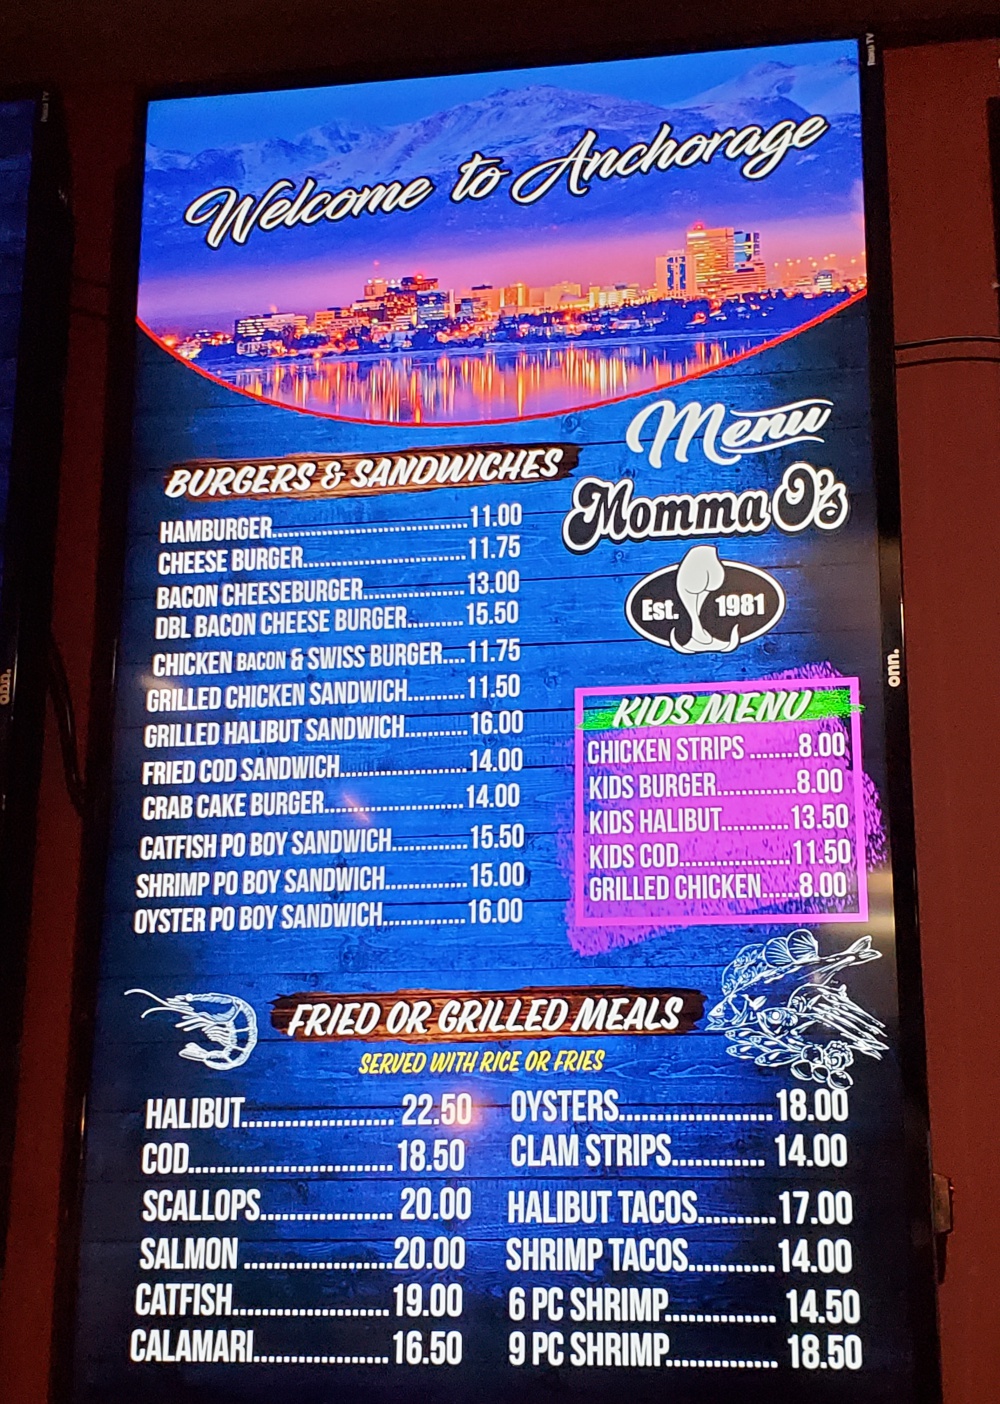 Welcome to Anchorage
Menu
Momma O's
Est. 1981
BURGERS & SANDWICHES
HAMBURGER........................................11.00
CHEESE BURGER.................................11.75
BACON CHEESEBURGER....................13.00
DBL BACON CHEESE BURGER...........15.50
CHICKEN BACON & SWISS BURGER....11.75
GRILLED CHICKEN SANDWICH...........11.50
GRILLED HALIBUT SANDWICH............16.00
FRIED COD SANDWICH.........................14.00
CRAB CAKE BURGER............................14.00
CATFISH PO BOY SANDWICH...............15.50
SHRIMP PO BOY SANDWICH................15.00
OYSTER PO BOY SANDWICH................16.00
KIDS MENU
CHICKEN STRIPS ........8.00
KIDS BURGER.............8.00
KIDS HALIBUT...........13.50
KIDS COD...................11.50
GRILLED CHICKEN......8.00
FRIED OR GRILLED MEALS
SERVED WITH RICE OR FRIES
HALIBUT...................... 22.50
COD..............................18.50
SCALLOPS................... 20.00
SALMON ......................20.00
CATFISH.......................19.00
CALAMARI....................16.50
OYSTERS......................18.00
CLAM STRIPS............. 14.00
HALIBUT TACOS...........17.00
SHRIMP TACOS............14.00
6 PC SHRIMP................ 14.50
9 PC SHRIMP................ 18.50
onn.
onn.
Roku TV
Roku TV